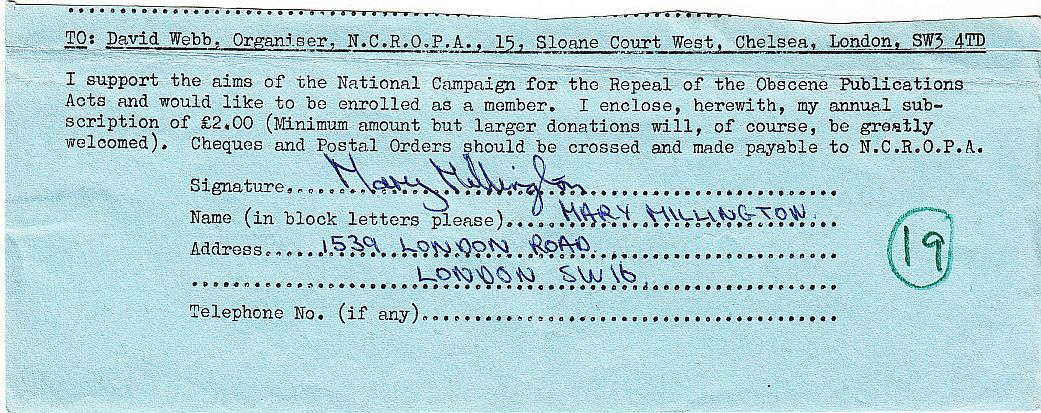 TO: David Webb, Organiser, N.C.R.O.P.A., 15, Sloane Court West, Chelsea, London, SW3 4TD
I support the aims of the National Campaign for the Repeal of the Obscene Publications
Acts and would like to be enrolled as a member. I enclose, herewith, my annual sub-
scription of £2.00 (Minimum amount but larger donations will, of course, be greatly
welcomed). Cheques and Postal Orders should be crossed and made payable to N.C.R.O.P.A.
Signature Mary Millington
Name (in block letters please) MARY MILLINGTON
Address 1539 LONDON ROAD
LONDON SW16
19
Telephone No. (if any)